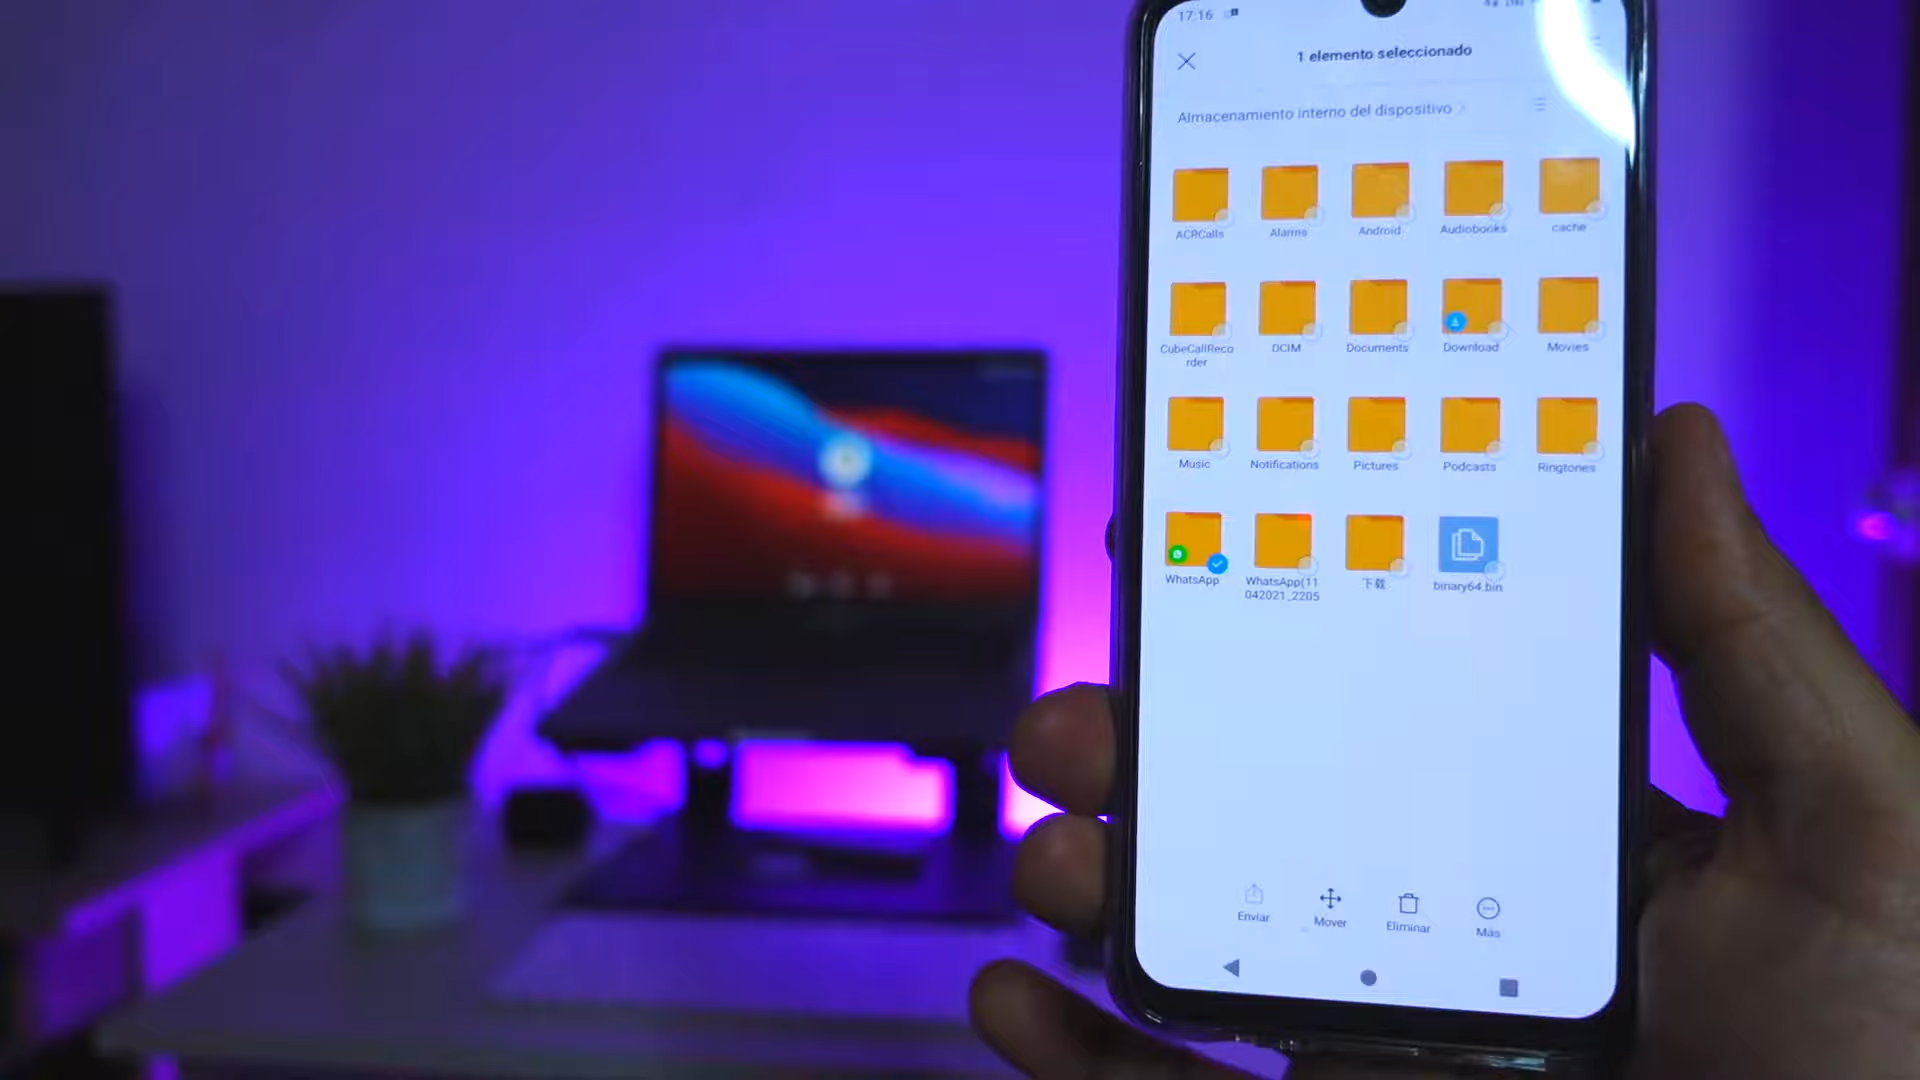 17:16
1 elemento seleccionado
Almacenamiento interno del dispositivo
ACRCalls
Alarms
Android
Audiobooks
cache
CubeCallReco
rder
DCIM
Documents
Download
Movies
Music
Notifications
Pictures
Podcasts
Ringtones
WhatsApp
WhatsApp(11
042021_2205
下载
binary64.bin
Enviar
Mover
Eliminar
Más